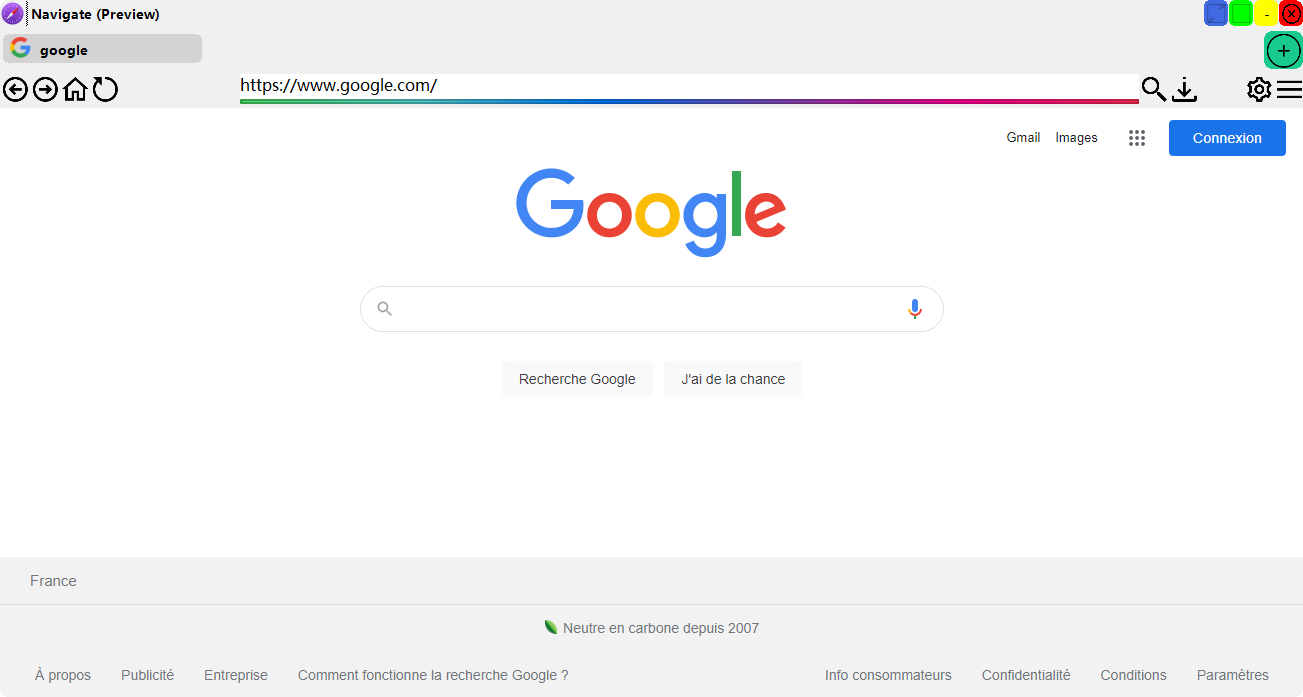 Navigate (Preview)
google
https://www.google.com/
Gmail Images Connexion
Google
Recherche Google J'ai de la chance
France
Neutre en carbone depuis 2007
À propos Publicité Entreprise Comment fonctionne la recherche Google ? Info consommateurs Confidentialité Conditions Paramètres